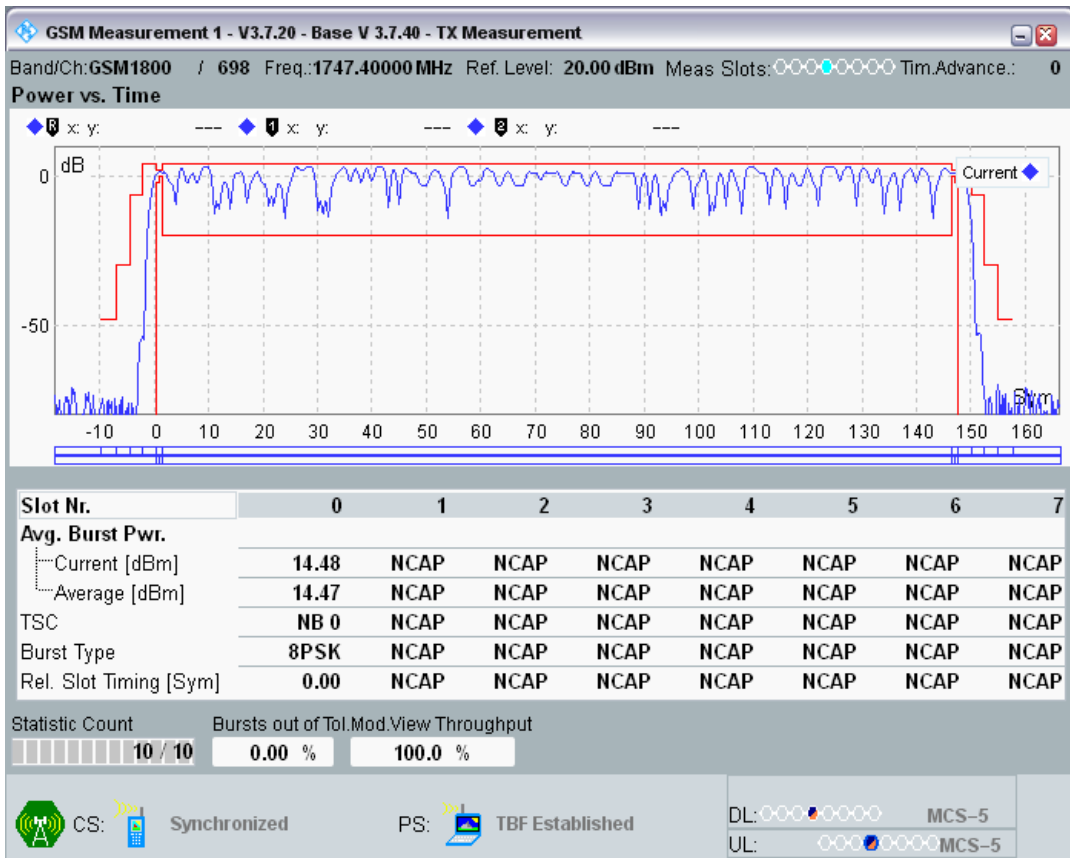 GSM Measurement 1 - V3.7.20 - Base V 3.7.40 - TX Measurement
Band/Ch:GSM1800 / 698 Freq.:1747.40000 MHz Ref. Level: 20.00 dBm Meas Slots: Tim.Advance.: 0
Power vs. Time
R x: y: --- 1 x: y: --- 2 x: y: ---
dB
Current
0
-50
Sym
-10 0 10 20 30 40 50 60 70 80 90 100 110 120 130 140 150 160
Slot Nr. 0 1 2 3 4 5 6 7
Avg. Burst Pwr.
Current [dBm] 14.48 NCAP NCAP NCAP NCAP NCAP NCAP NCAP
Average [dBm] 14.47 NCAP NCAP NCAP NCAP NCAP NCAP NCAP
TSC NB 0 NCAP NCAP NCAP NCAP NCAP NCAP NCAP
Burst Type 8PSK NCAP NCAP NCAP NCAP NCAP NCAP NCAP
Rel. Slot Timing [Sym] 0.00 NCAP NCAP NCAP NCAP NCAP NCAP NCAP
Statistic Count Bursts out of Tol.Mod.View Throughput
10 / 10 0.00 % 100.0 %
CS: Synchronized PS: TBF Established
DL: MCS-5
UL: MCS-5